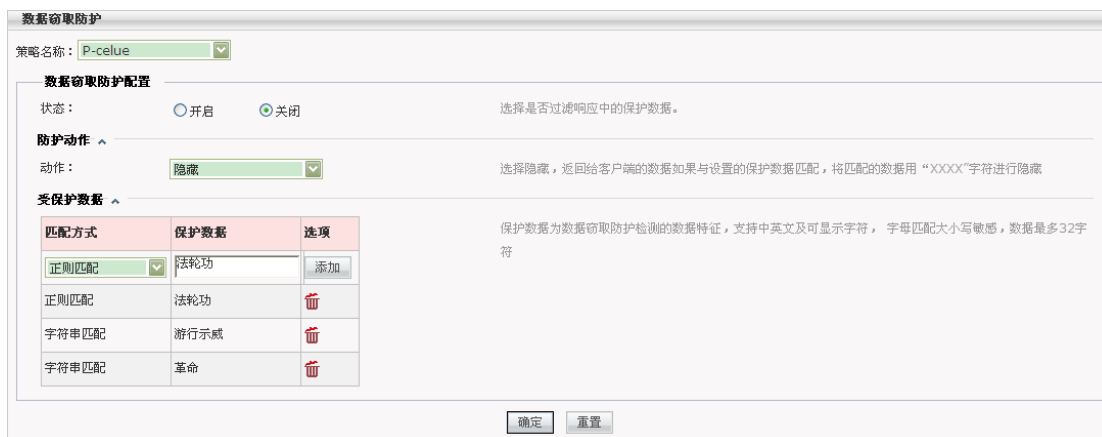 数据窃取防护
策略名称： P-celue
数据窃取防护配置
状态： 开启 关闭 选择是否过滤响应中的保护数据。
防护动作
动作： 隐藏 选择隐藏，返回给客户端的数据如果与设置的保护数据匹配，将匹配的数据用“XXXX”字符进行隐藏
受保护数据
匹配方式 保护数据 选项 保护数据为数据窃取防护检测的数据特征，支持中英文及可显示字符， 字母匹配大小写敏感，数据最多32字
符
正则匹配 法轮功 添加
正则匹配 法轮功
字符串匹配 游行示威
字符串匹配 革命
确定 重置